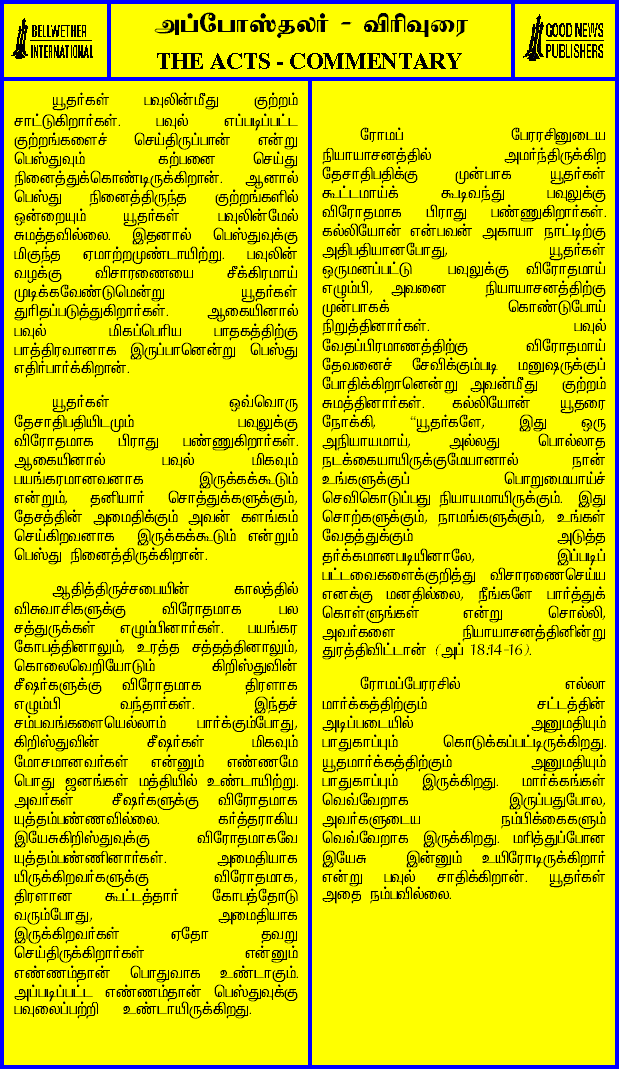 BELLWETHER
INTERNATIONAL
அப்போஸ்தலர் - விரிவுரை
THE ACTS - COMMENTARY
GOOD NEWS
PUBLISHERS
யூதர்கள் பவுலின்மீது குற்றம்
சாட்டுகிறார்கள். பவுல் எப்படிப்பட்ட
குற்றங்களைச் செய்திருப்பான் என்று
பெஸ்துவும் கற்பனை செய்து
நினைத்துக்கொண்டிருக்கிறான். ஆனால்
பெஸ்து நினைத்திருந்த குற்றங்களில்
ஒன்றையும் யூதர்கள் பவுலின்மேல்
சுமத்தவில்லை. இதனால் பெஸ்துவுக்கு
மிகுந்த ஏமாற்றமுண்டாயிற்று. பவுலின்
வழக்கு விசாரணையை சீக்கிரமாய்
முடிக்கவேண்டுமென்று யூதர்கள்
துரிதப்படுத்துகிறார்கள். ஆகையினால்
பவுல் மிகப்பெரிய பாதகத்திற்கு
பாத்திரவானாக இருப்பானென்று பெஸ்து
எதிர்பார்க்கிறான்.
யூதர்கள் ஒவ்வொரு
தேசாதிபதியிடமும் பவுலுக்கு
விரோதமாக பிராது பண்ணுகிறார்கள்.
ஆகையினால் பவுல் மிகவும்
பயங்கரமானவனாக இருக்கக்கூடும்
என்றும், தனியார் சொத்துக்களுக்கும்,
தேசத்தின் அமைதிக்கும் அவன் களங்கம்
செய்கிறவனாக இருக்கக்கூடும் என்றும்
பெஸ்து நினைத்திருக்கிறான்.
ஆதித்திருச்சபையின் காலத்தில்
விசுவாசிகளுக்கு விரோதமாக பல
சத்துருக்கள் எழும்பினார்கள். பயங்கர
கோபத்தினாலும், உரத்த சத்தத்தினாலும்,
கொலைவெறியோடும் கிறிஸ்துவின்
சீஷர்களுக்கு விரோதமாக திரளாக
எழும்பி வந்தார்கள். இந்தச்
சம்பவங்களையெல்லாம் பார்க்கும்போது,
கிறிஸ்துவின் சீஷர்கள் மிகவும்
மோசமானவர்கள் என்னும் எண்ணமே
பொது ஜனங்கள் மத்தியில் உண்டாயிற்று.
அவர்கள் சீஷர்களுக்கு விரோதமாக
யுத்தம்பண்ணவில்லை. கர்த்தராகிய
இயேசுகிறிஸ்துவுக்கு விரோதமாகவே
யுத்தம்பண்ணினார்கள். அமைதியாக
யிருக்கிறவர்களுக்கு விரோதமாக,
திரளான கூட்டத்தார் கோபத்தோடு
வரும்போது, அமைதியாக
இருக்கிறவர்கள் ஏதோ தவறு
செய்திருக்கிறார்கள் என்னும்
எண்ணம்தான் பொதுவாக உண்டாகும்.
அப்படிப்பட்ட எண்ணம்தான் பெஸ்துவுக்கு
பவுலைப்பற்றி உண்டாயிருக்கிறது.
ரோமப் பேரரசினுடைய
நியாயாசனத்தில் அமர்ந்திருக்கிற
தேசாதிபதிக்கு முன்பாக யூதர்கள்
கூட்டமாய்க் கூடிவந்து பவுலுக்கு
விரோதமாக பிராது பண்ணுகிறார்கள்.
கல்லியோன் என்பவன் அகாயா நாட்டிற்கு
அதிபதியானபோது, யூதர்கள்
ஒருமனப்பட்டு பவுலுக்கு விரோதமாய்
எழும்பி, அவனை நியாயாசனத்திற்கு
முன்பாகக் கொண்டுபோய்
நிறுத்தினார்கள். பவுல்
வேதப்பிரமாணத்திற்கு விரோதமாய்
தேவனைச் சேவிக்கும்படி மனுஷருக்குப்
போதிக்கிறானென்று அவன்மீது குற்றம்
சுமத்தினார்கள். கல்லியோன் யூதரை
நோக்கி, “யூதர்களே, இது ஒரு
அநியாயமாய், அல்லது பொல்லாத
நடக்கையாயிருக்குமேயானால் நான்
உங்களுக்குப் பொறுமையாய்ச்
செவிகொடுப்பது நியாயமாயிருக்கும். இது
சொற்களுக்கும், நாமங்களுக்கும், உங்கள்
வேதத்துக்கும் அடுத்த
தர்க்கமானபடியினாலே, இப்படிப்
பட்டவைகளைக்குறித்து விசாரணைசெய்ய
எனக்கு மனதில்லை, நீங்களே பார்த்துக்
கொள்ளுங்கள் என்று சொல்லி,
அவர்களை நியாயாசனத்தினின்று
துரத்திவிட்டான் (அப் 18:14-16).
ரோமப்பேரரசில் எல்லா
மார்க்கத்திற்கும் சட்டத்தின்
அடிப்படையில் அனுமதியும்
பாதுகாப்பும் கொடுக்கப்பட்டிருக்கிறது.
யூதமார்க்கத்திற்கும் அனுமதியும்
பாதுகாப்பும் இருக்கிறது. மார்க்கங்கள்
வெவ்வேறாக இருப்பதுபோல,
அவர்களுடைய நம்பிக்கைகளும்
வெவ்வேறாக இருக்கிறது. மரித்துப்போன
இயேசு இன்னும் உயிரோடிருக்கிறார்
என்று பவுல் சாதிக்கிறான். யூதர்கள்
அதை நம்பவில்லை.